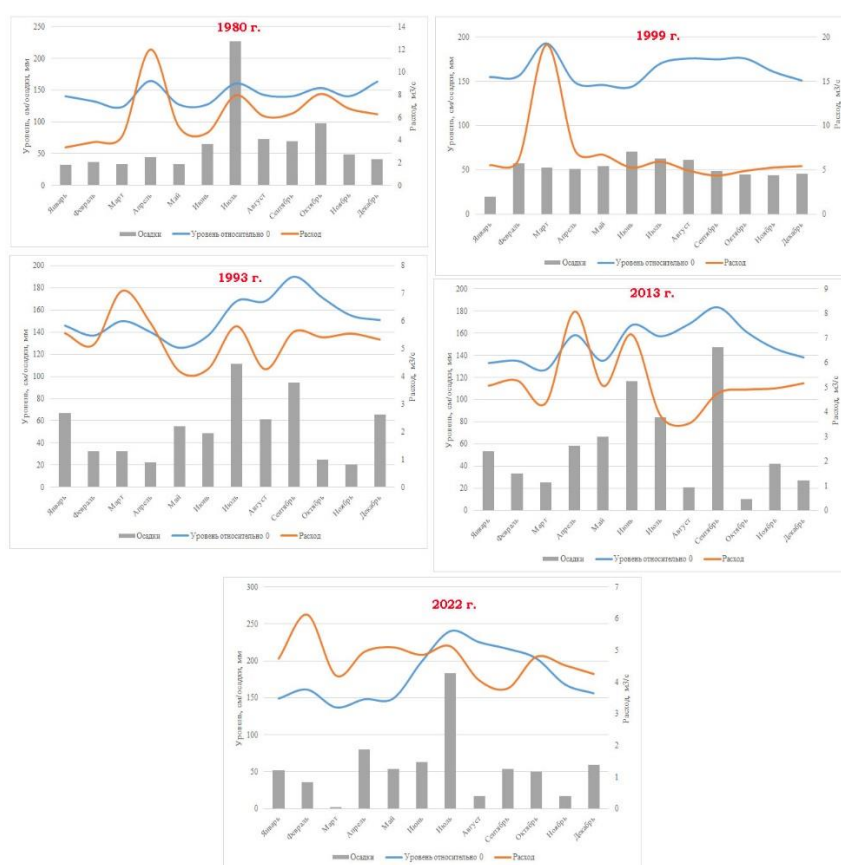 1980 г.
Уровень, см/осадки, мм
250
200
150
100
50
0
14
12
10
8
6
4
2
0
Расход, м3/с
Январь
Февраль
Март
Апрель
Май
Июнь
Июль
Август
Сентябрь
Октябрь
Ноябрь
Декабрь
Осадки
Уровень относительно 0
Расход
1999 г.
Уровень, см/осадки, мм
250
200
150
100
50
0
20
15
10
5
0
Расход, м3/с
Январь
Февраль
Март
Апрель
Май
Июнь
Июль
Август
Сентябрь
Октябрь
Ноябрь
Декабрь
Осадки
Уровень относительно 0
Расход
1993 г.
Уровень, см/осадки, мм
200
180
160
140
120
100
80
60
40
20
0
8
7
6
5
4
3
2
1
0
Расход, м3/с
Январь
Февраль
Март
Апрель
Май
Июнь
Июль
Август
Сентябрь
Октябрь
Ноябрь
Декабрь
Осадки
Уровень относительно 0
Расход
2013 г.
Уровень, см/осадки, мм
200
180
160
140
120
100
80
60
40
20
0
9
8
7
6
5
4
3
2
1
0
Расход, м3/с
Январь
Февраль
Март
Апрель
Май
Июнь
Июль
Август
Сентябрь
Октябрь
Ноябрь
Декабрь
Осадки
Уровень относительно 0
Расход
2022 г.
Уровень, см/осадки, мм
300
250
200
150
100
50
0
7
6
5
4
3
2
1
0
Расход, м3/с
Январь
Февраль
Март
Апрель
Май
Июнь
Июль
Август
Сентябрь
Октябрь
Ноябрь
Декабрь
Осадки
Уровень относительно 0
Расход